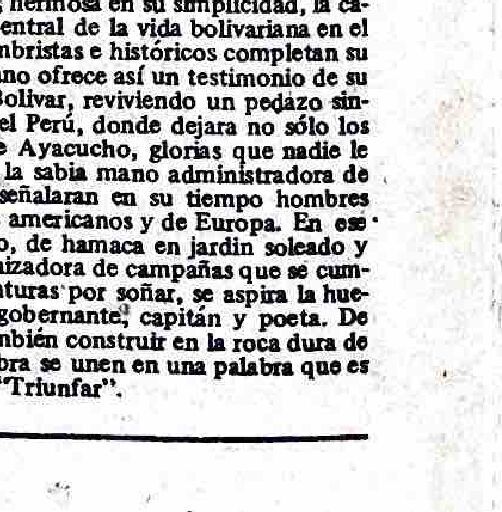 hermosa en su simplicidad, la ca-
entral de la vida bolivariana en el
mbristas e históricos completan su
ano ofrece así un testimonio de su
Bolívar, reviviendo un pedazo sin-
el Perú, donde dejara no sólo los
e Ayacucho, glorias que nadie le
la sabia mano administradora de
señalaran en su tiempo hombres
americanos y de Europa. En ese
o, de hamaca en jardín soleado y
nizadora de campañas que se cum-
nturas por soñar, se aspira la hue-
gobernante, capitán y poeta. De
mbién construir en la roca dura de
bra se unen en una palabra que es
"Triunfar".